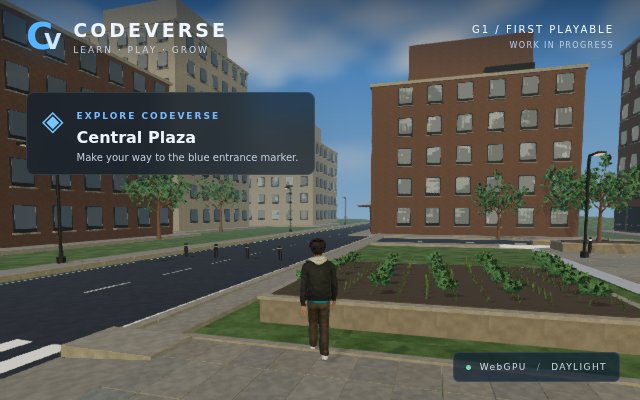 Cv CODEVERSE
LEARN · PLAY · GROW
G1 / FIRST PLAYABLE
WORK IN PROGRESS
EXPLORE CODEVERSE
Central Plaza
Make your way to the blue entrance marker.
WebGPU / DAYLIGHT